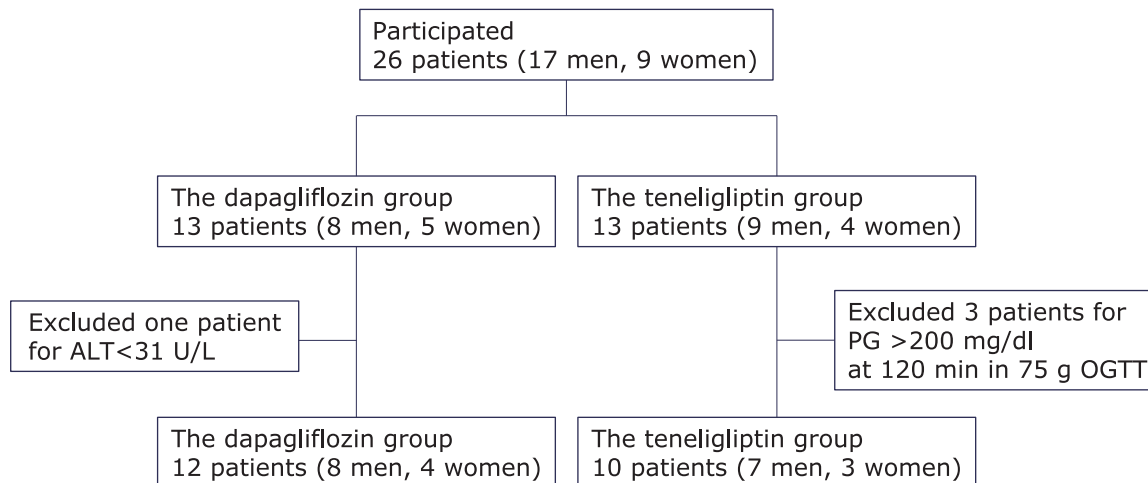 Participated
26 patients (17 men, 9 women)
The dapagliflozin group
13 patients (8 men, 5 women)
The teneligliptin group
13 patients (9 men, 4 women)
Excluded one patient
for ALT<31 U/L
Excluded 3 patients for
PG >200 mg/dl
at 120 min in 75 g OGTT
The dapagliflozin group
12 patients (8 men, 4 women)
The teneligliptin group
10 patients (7 men, 3 women)